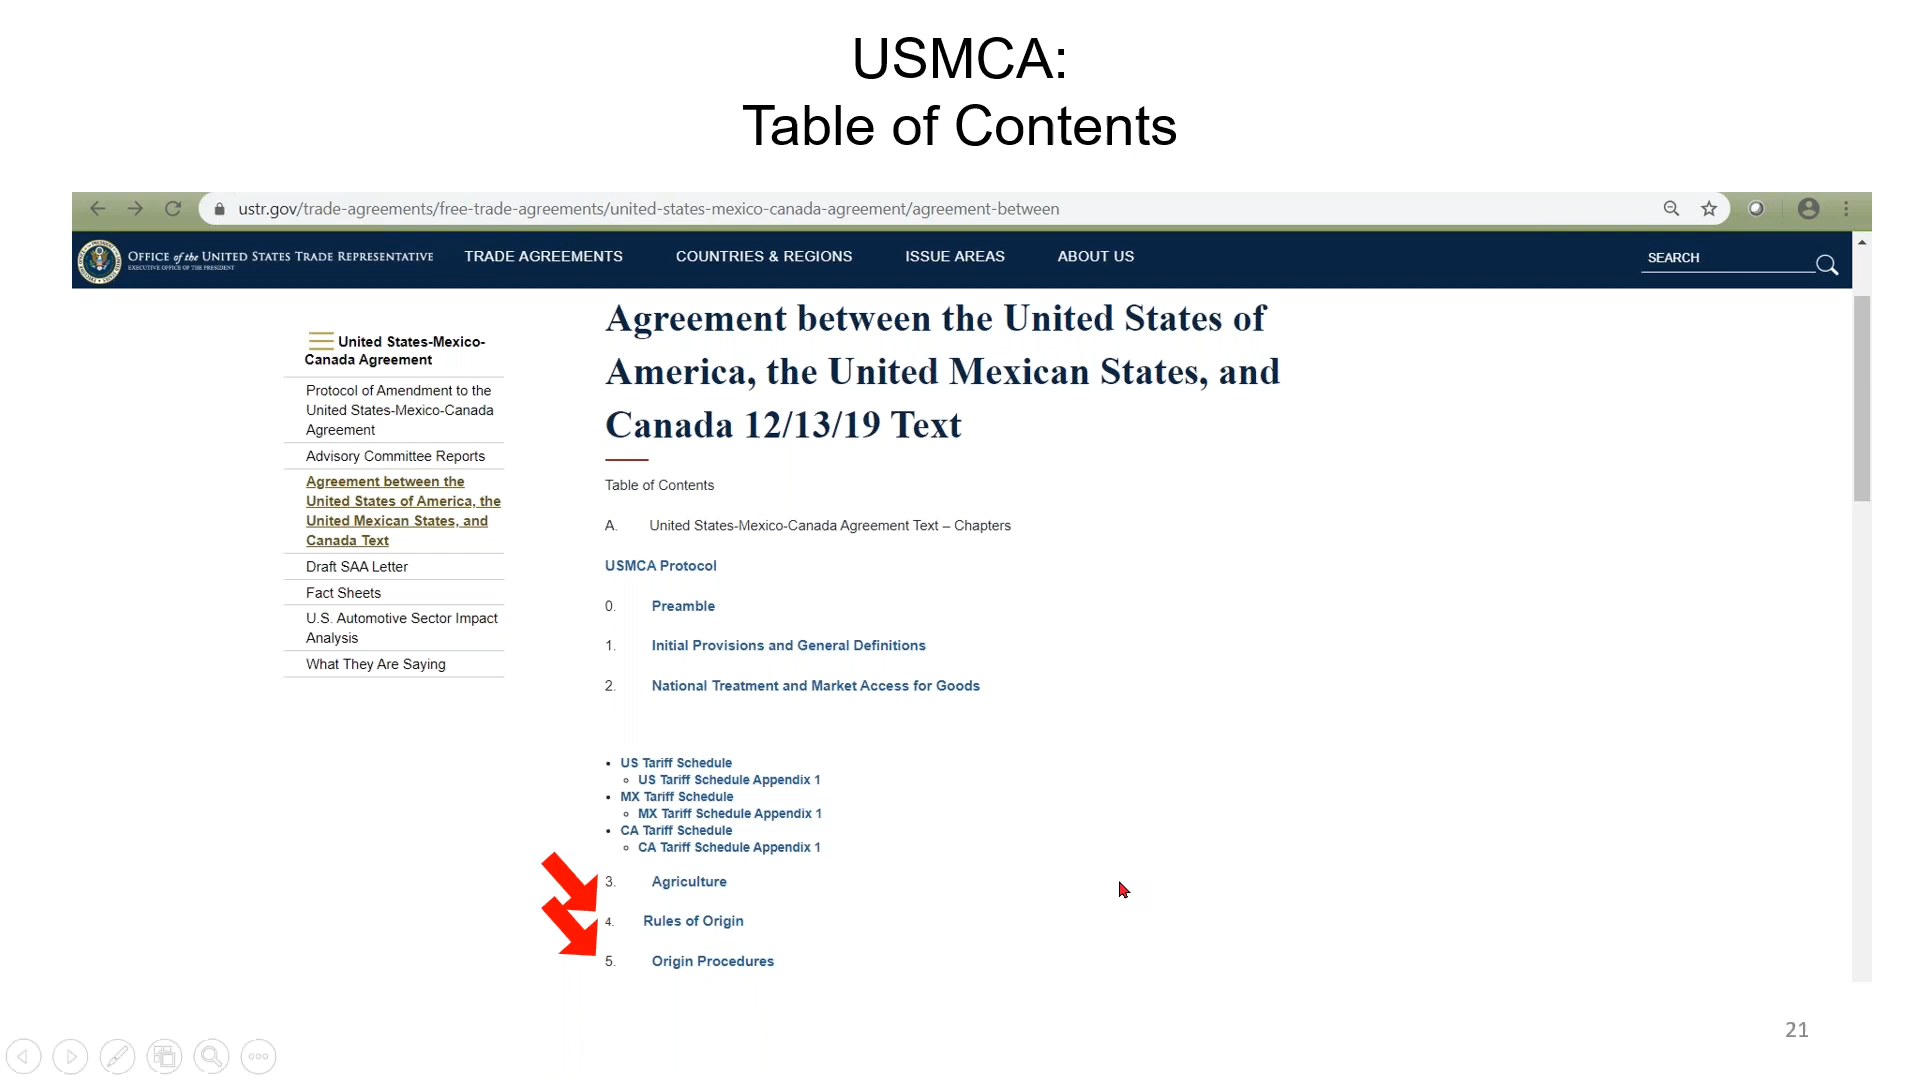 USMCA:
Table of Contents
ustr.gov/trade-agreements/free-trade-agreements/united-states-mexico-canada-agreement/agreement-between
OFFICE of the UNITED STATES TRADE REPRESENTATIVE
EXECUTIVE OFFICE OF THE PRESIDENT
TRADE AGREEMENTS
COUNTRIES & REGIONS
ISSUE AREAS
ABOUT US
SEARCH
United States-Mexico-
Canada Agreement
Protocol of Amendment to the
United States-Mexico-Canada
Agreement
Advisory Committee Reports
Agreement between the
United States of America, the
United Mexican States, and
Canada Text
Draft SAA Letter
Fact Sheets
U.S. Automotive Sector Impact
Analysis
What They Are Saying
Agreement between the United States of
America, the United Mexican States, and
Canada 12/13/19 Text
Table of Contents
A. United States-Mexico-Canada Agreement Text – Chapters
USMCA Protocol
0. Preamble
1. Initial Provisions and General Definitions
2. National Treatment and Market Access for Goods
• US Tariff Schedule
◦ US Tariff Schedule Appendix 1
• MX Tariff Schedule
◦ MX Tariff Schedule Appendix 1
• CA Tariff Schedule
◦ CA Tariff Schedule Appendix 1
3. Agriculture
4. Rules of Origin
5. Origin Procedures
21